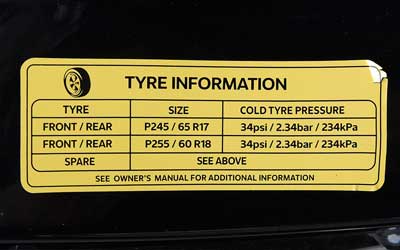 TYRE INFORMATION
TYRE SIZE COLD TYRE PRESSURE
FRONT / REAR P245 / 65 R17 34psi / 2.34bar / 234kPa
FRONT / REAR P255 / 60 R18 34psi / 2.34bar / 234kPa
SPARE SEE ABOVE
SEE OWNER'S MANUAL FOR ADDITIONAL INFORMATION